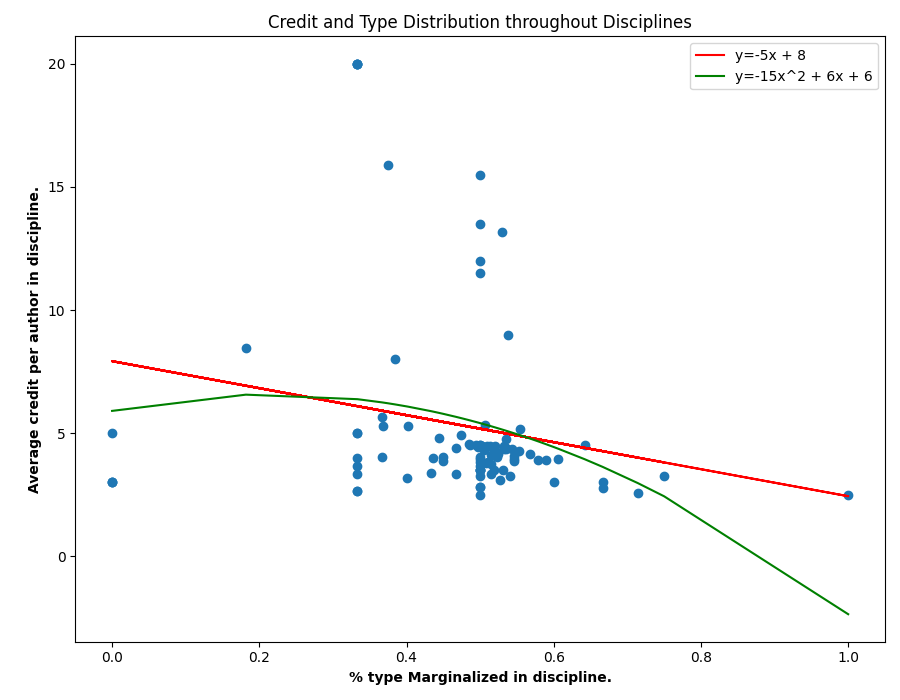 Credit and Type Distribution throughout Disciplines
y=-5x + 8
y=-15x^2 + 6x + 6
Average credit per author in discipline.
20
15
10
5
0
0.0 0.2 0.4 0.6 0.8 1.0
% type Marginalized in discipline.